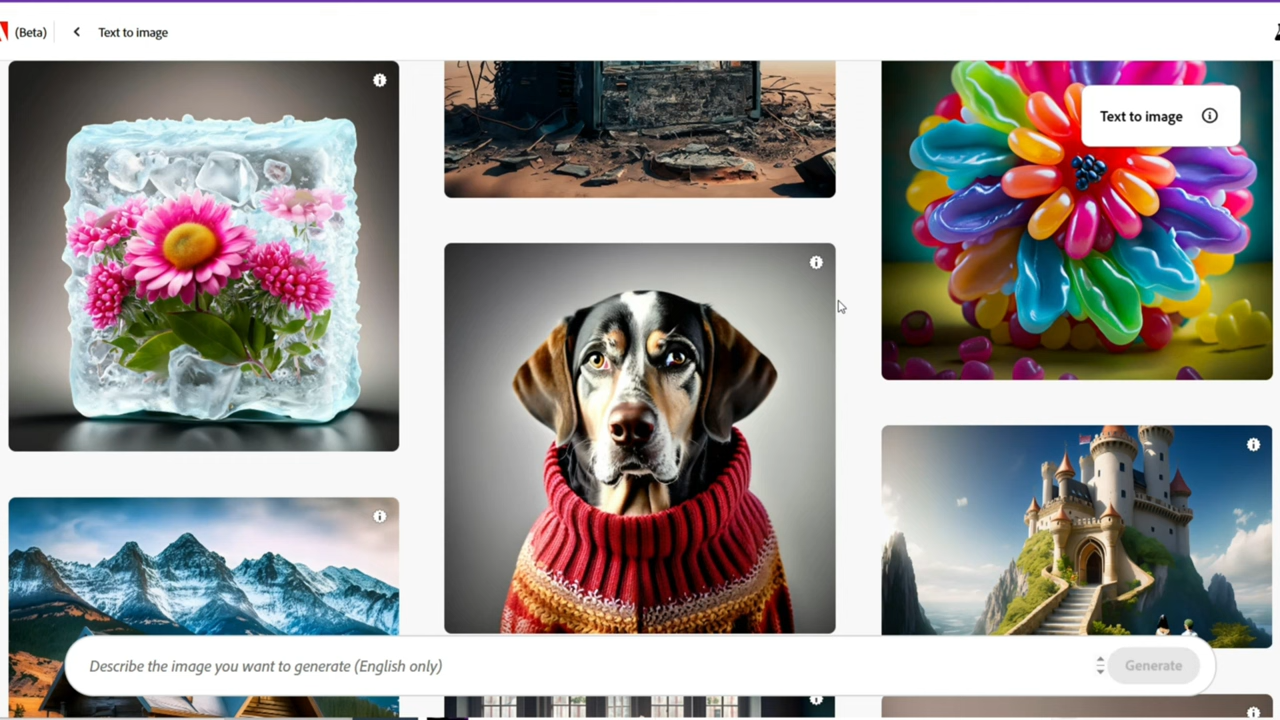 (Beta)
Text to image
Text to image
Describe the image you want to generate (English only)
Generate